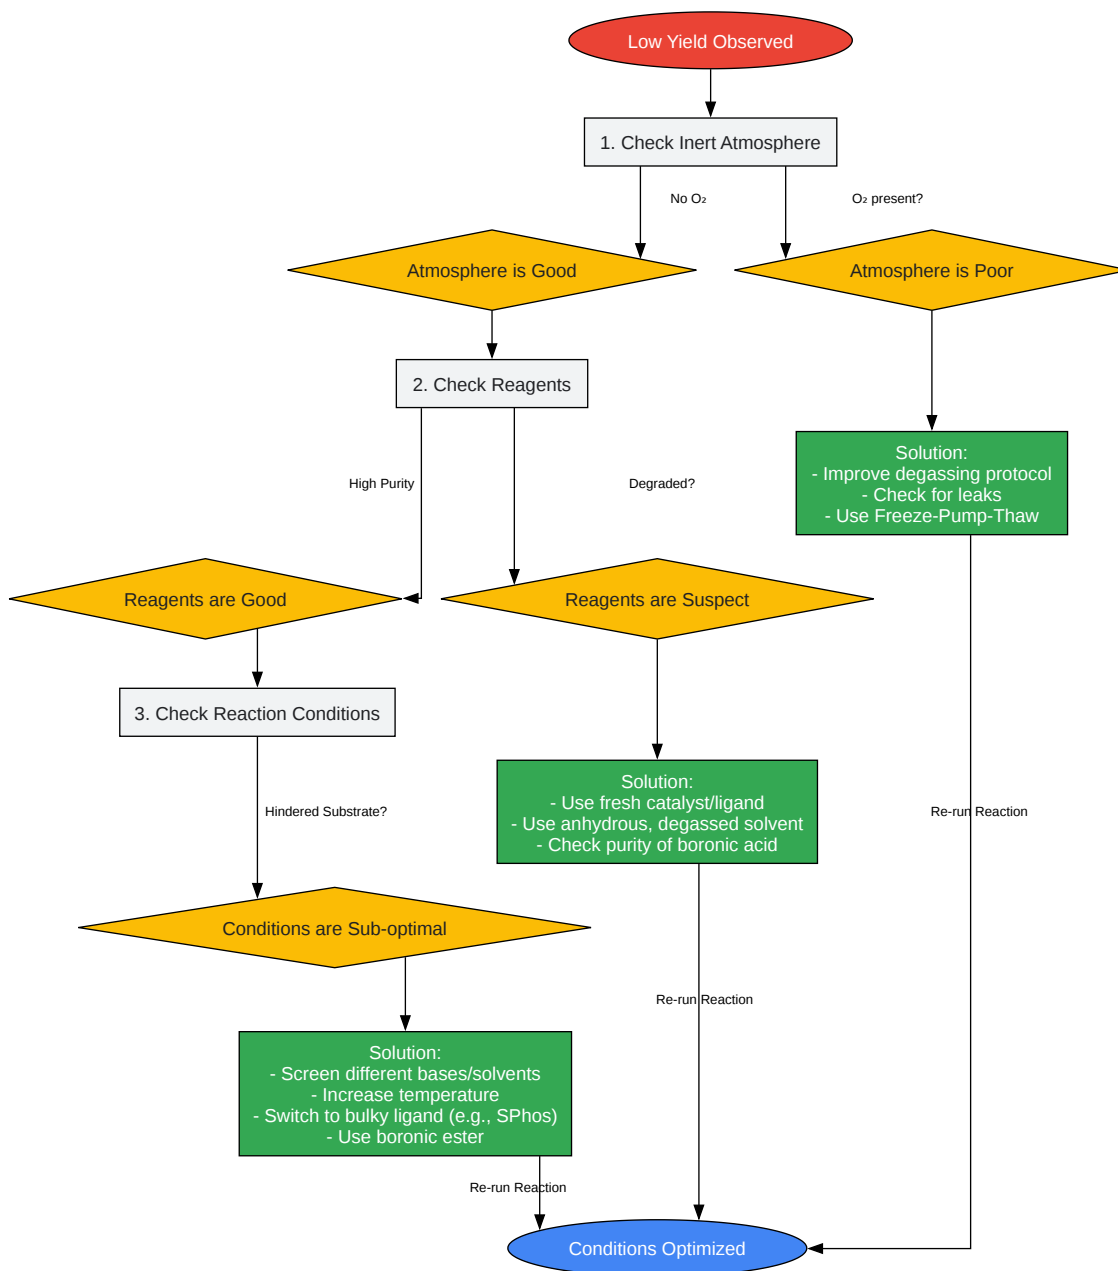 Low Yield Observed
1. Check Inert Atmosphere
No O₂
O₂ present?
Atmosphere is Good
Atmosphere is Poor
2. Check Reagents
Solution:
- Improve degassing protocol
- Check for leaks
- Use Freeze-Pump-Thaw
High Purity
Degraded?
Reagents are Good
Reagents are Suspect
3. Check Reaction Conditions
Solution:
- Use fresh catalyst/ligand
- Use anhydrous, degassed solvent
- Check purity of boronic acid
Hindered Substrate?
Re-run Reaction
Conditions are Sub-optimal
Re-run Reaction
Solution:
- Screen different bases/solvents
- Increase temperature
- Switch to bulky ligand (e.g., SPhos)
- Use boronic ester
Re-run Reaction
Conditions Optimized